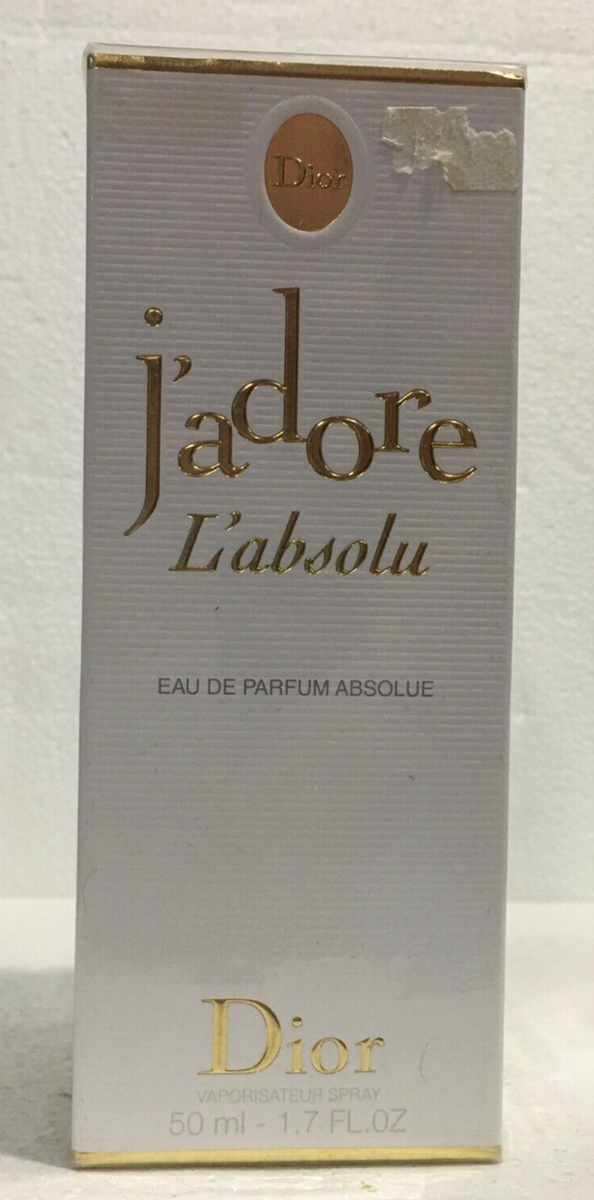 Dior
j'adore
L'absolu
EAU DE PARFUM ABSOLUE
Dior
VAPORISATEUR SPRAY
50 ml - 1.7 FL.OZ